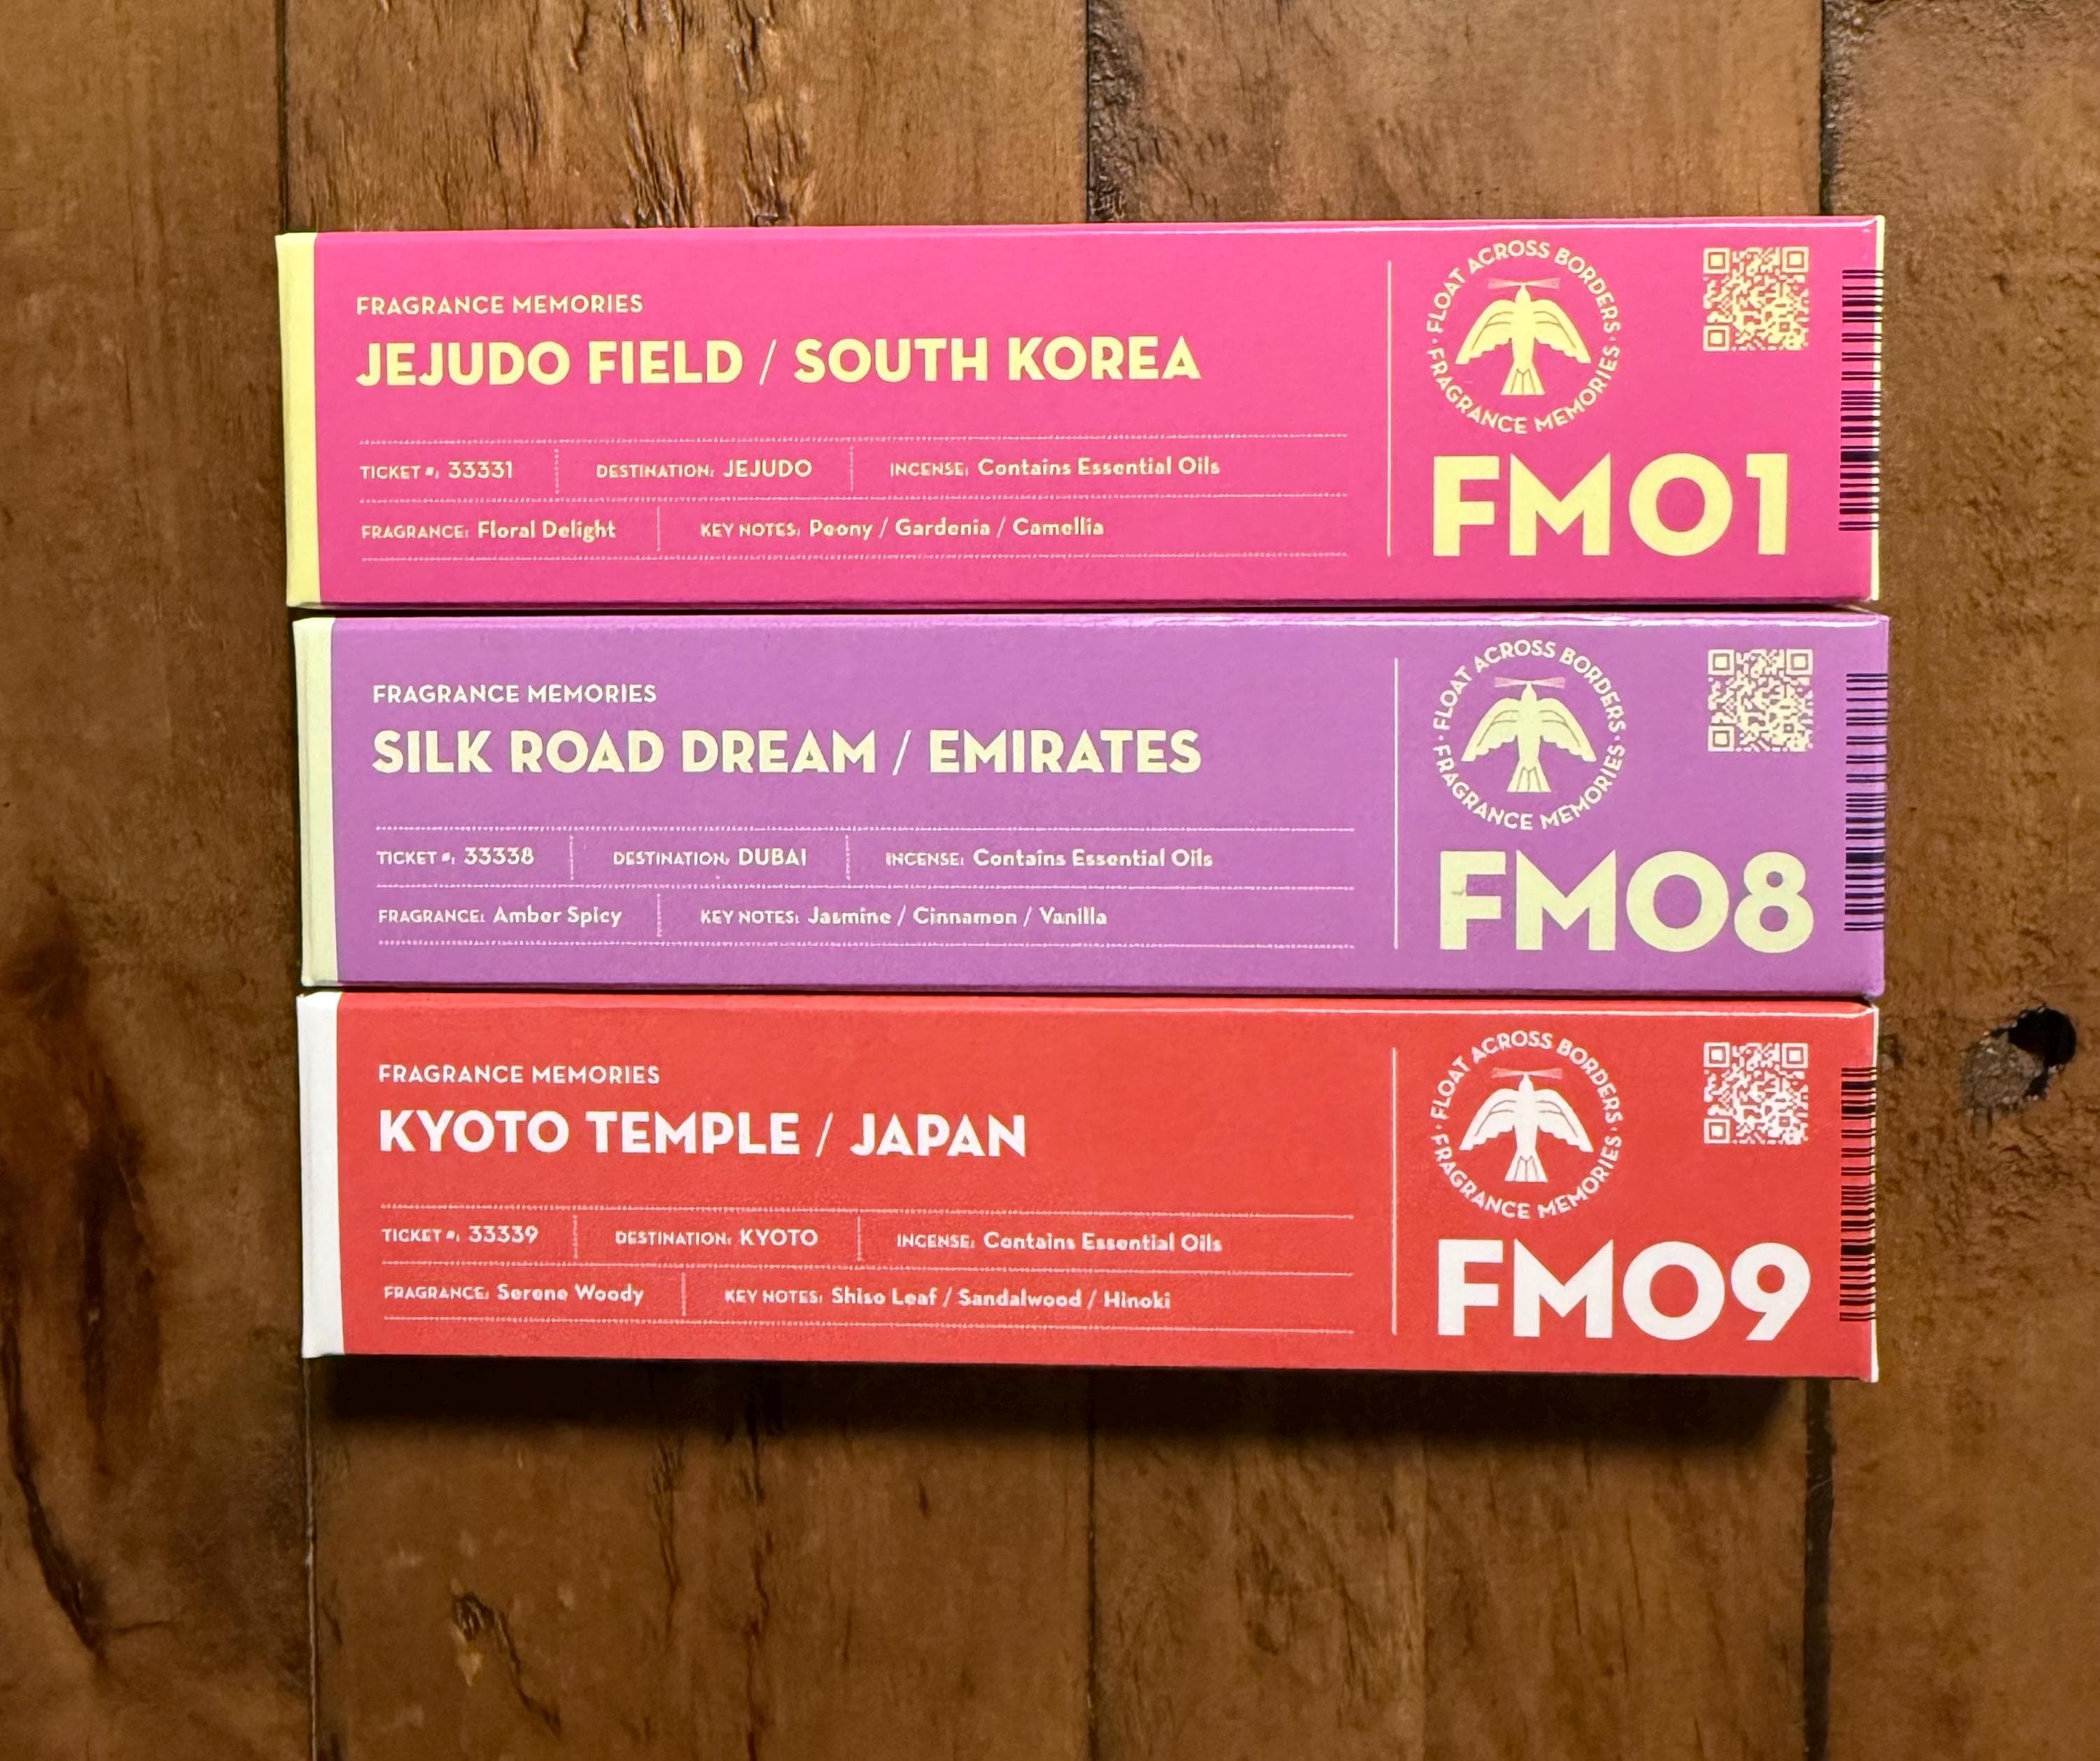 FRAGRANCE MEMORIES
JEJUDO FIELD / SOUTH KOREA
TICKET #: 33331 DESTINATION: JEJUDO INCENSE: Contains Essential Oils
FRAGRANCE: Floral Delight KEY NOTES: Peony / Gardenia / Camellia
FLOAT ACROSS BORDERS · FRAGRANCE MEMORIES ·
FM01
FRAGRANCE MEMORIES
SILK ROAD DREAM / EMIRATES
TICKET #: 33338 DESTINATION: DUBAI INCENSE: Contains Essential Oils
FRAGRANCE: Amber Spicy KEY NOTES: Jasmine / Cinnamon / Vanilla
FLOAT ACROSS BORDERS · FRAGRANCE MEMORIES ·
FM08
FRAGRANCE MEMORIES
KYOTO TEMPLE / JAPAN
TICKET #: 33339 DESTINATION: KYOTO INCENSE: Contains Essential Oils
FRAGRANCE: Serene Woody KEY NOTES: Shiso Leaf / Sandalwood / Hinoki
FLOAT ACROSS BORDERS · FRAGRANCE MEMORIES ·
FM09